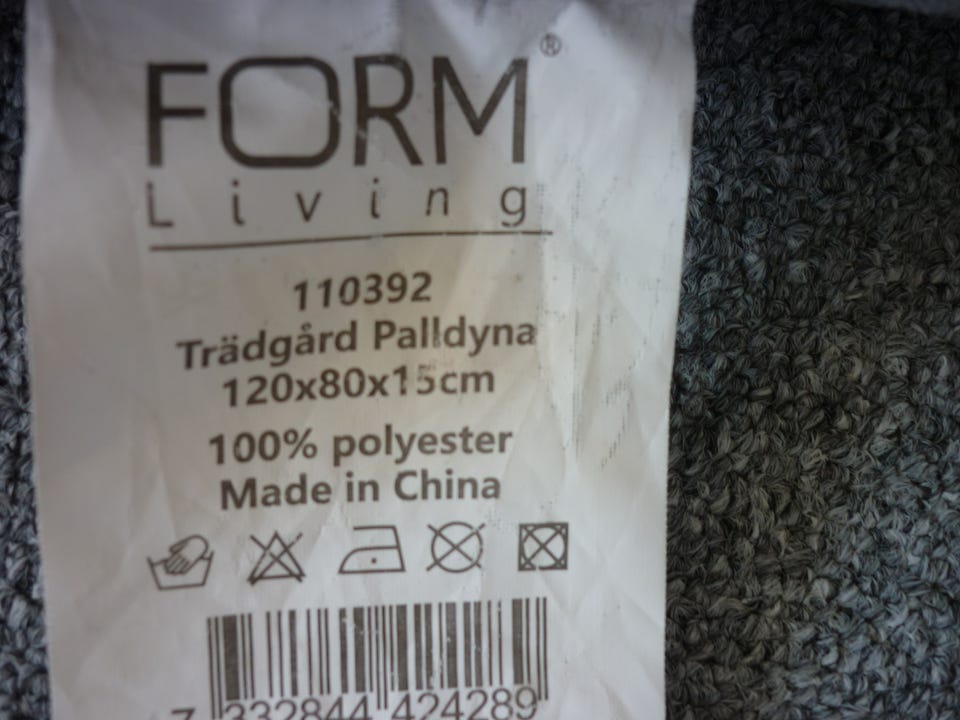 FORM®
Living
110392
Trädgård Palldyna
120x80x15cm
100% polyester
Made in China
7 332844 424289